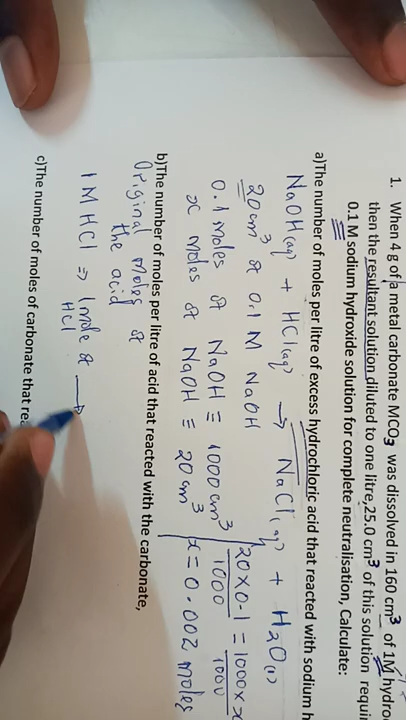 1. When 4 g of a metal carbonate MCO₃ was dissolved in 160 cm³ of 1M hydro
then the resultant solution diluted to one litre,25.0 cm³ of this solution requi
0.1 M sodium hydroxide solution for complete neutralisation, Calculate:
a)The number of moles per litre of excess hydrochloric acid that reacted with sodium h
NaOH(aq) + HCl(aq) → NaCl(aq) + H₂O(l)
20cm³ of 0.1 M NaOH
0.1 moles of NaOH ≡ 1000 cm³
x moles of NaOH ≡ 20 cm³
20 x 0.1 = 1000 x x
1000 1000
x = 0.002 moles
b)The number of moles per litre of acid that reacted with the carbonate,
Original moles of
the acid
1 M HCl ⇒ 1 mole of →
HCl
c)The number of moles of carbonate that rea